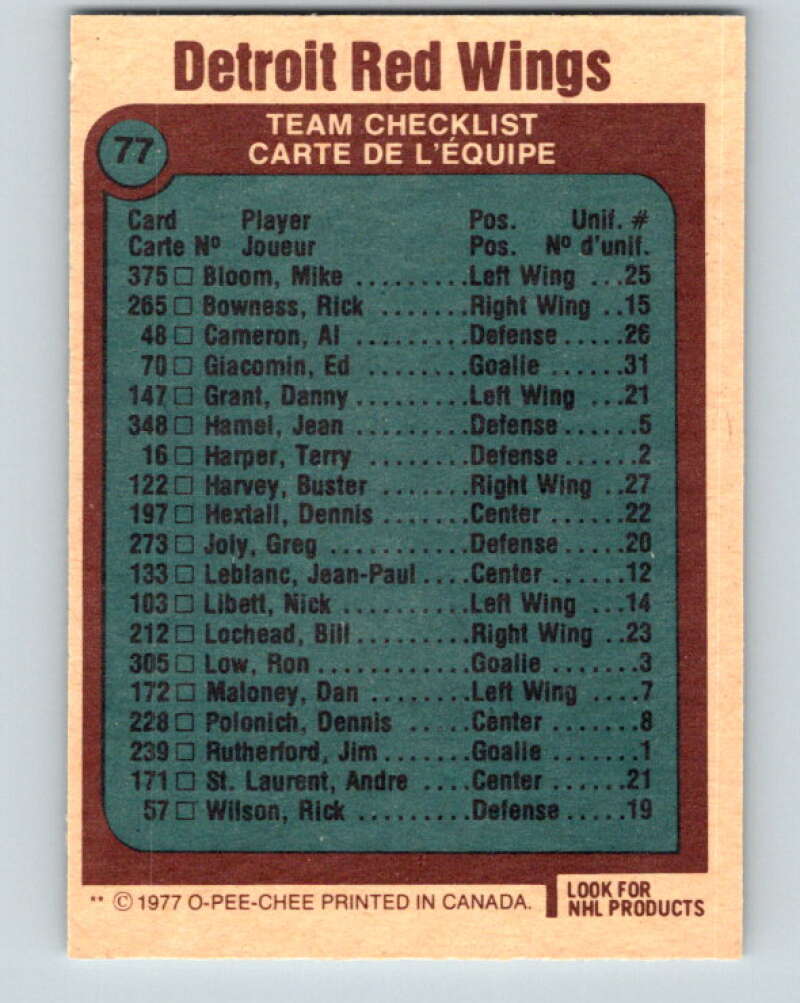 Detroit Red Wings
77
TEAM CHECKLIST
CARTE DE L'ÉQUIPE
Card Player Pos. Unif. #
Carte Nº Joueur Pos. Nº d'unif.
375 □ Bloom, Mike .........Left Wing ...25
265 □ Bowness, Rick ........Right Wing ..15
48 □ Cameron, Al .........Defense .....26
70 □ Giacomin, Ed ........Goalie ......31
147 □ Grant, Danny.........Left Wing ...21
348 □ Hamel, Jean .........Defense......5
16 □ Harper, Terry ........Defense......2
122 □ Harvey, Buster .......Right Wing ..27
197 □ Hextall, Dennis .......Center ......22
273 □ Joly, Greg ...........Defense.....20
133 □ Leblanc, Jean-Paul ....Center ......12
103 □ Libett, Nick ..........Left Wing ...14
212 □ Lochead, Bill .........Right Wing ..23
305 □ Low, Ron ............Goalie .......3
172 □ Maloney, Dan ........Left Wing ....7
228 □ Polonich, Dennis ......Center .......8
239 □ Rutherford, Jim.......Goalie .......1
171 □ St. Laurent, Andre ....Center ......21
57 □ Wilson, Rick .........Defense.....19
** © 1977 O-PEE-CHEE PRINTED IN CANADA.
LOOK FOR
NHL PRODUCTS